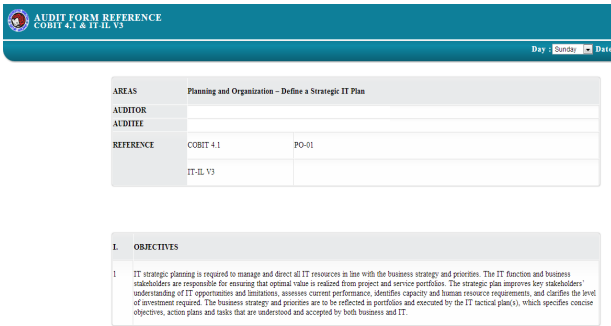 AUDIT FORM REFERENCE
COBIT 4.1 & IT-IL V3
Day : Sunday Date
AREAS Planning and Organization – Define a Strategic IT Plan
AUDITOR
AUDITEE
REFERENCE COBIT 4.1 PO-01
IT-IL V3
I. OBJECTIVES
1 IT strategic planning is required to manage and direct all IT resources in line with the business strategy and priorities. The IT function and business
stakeholders are responsible for ensuring that optimal value is realized from project and service portfolios. The strategic plan improves key stakeholders'
understanding of IT opportunities and limitations, assesses current performance, identifies capacity and human resource requirements, and clarifies the level
of investment required. The business strategy and priorities are to be reflected in portfolios and executed by the IT tactical plan(s), which specifies concise
objectives, action plans and tasks that are understood and accepted by both business and IT.